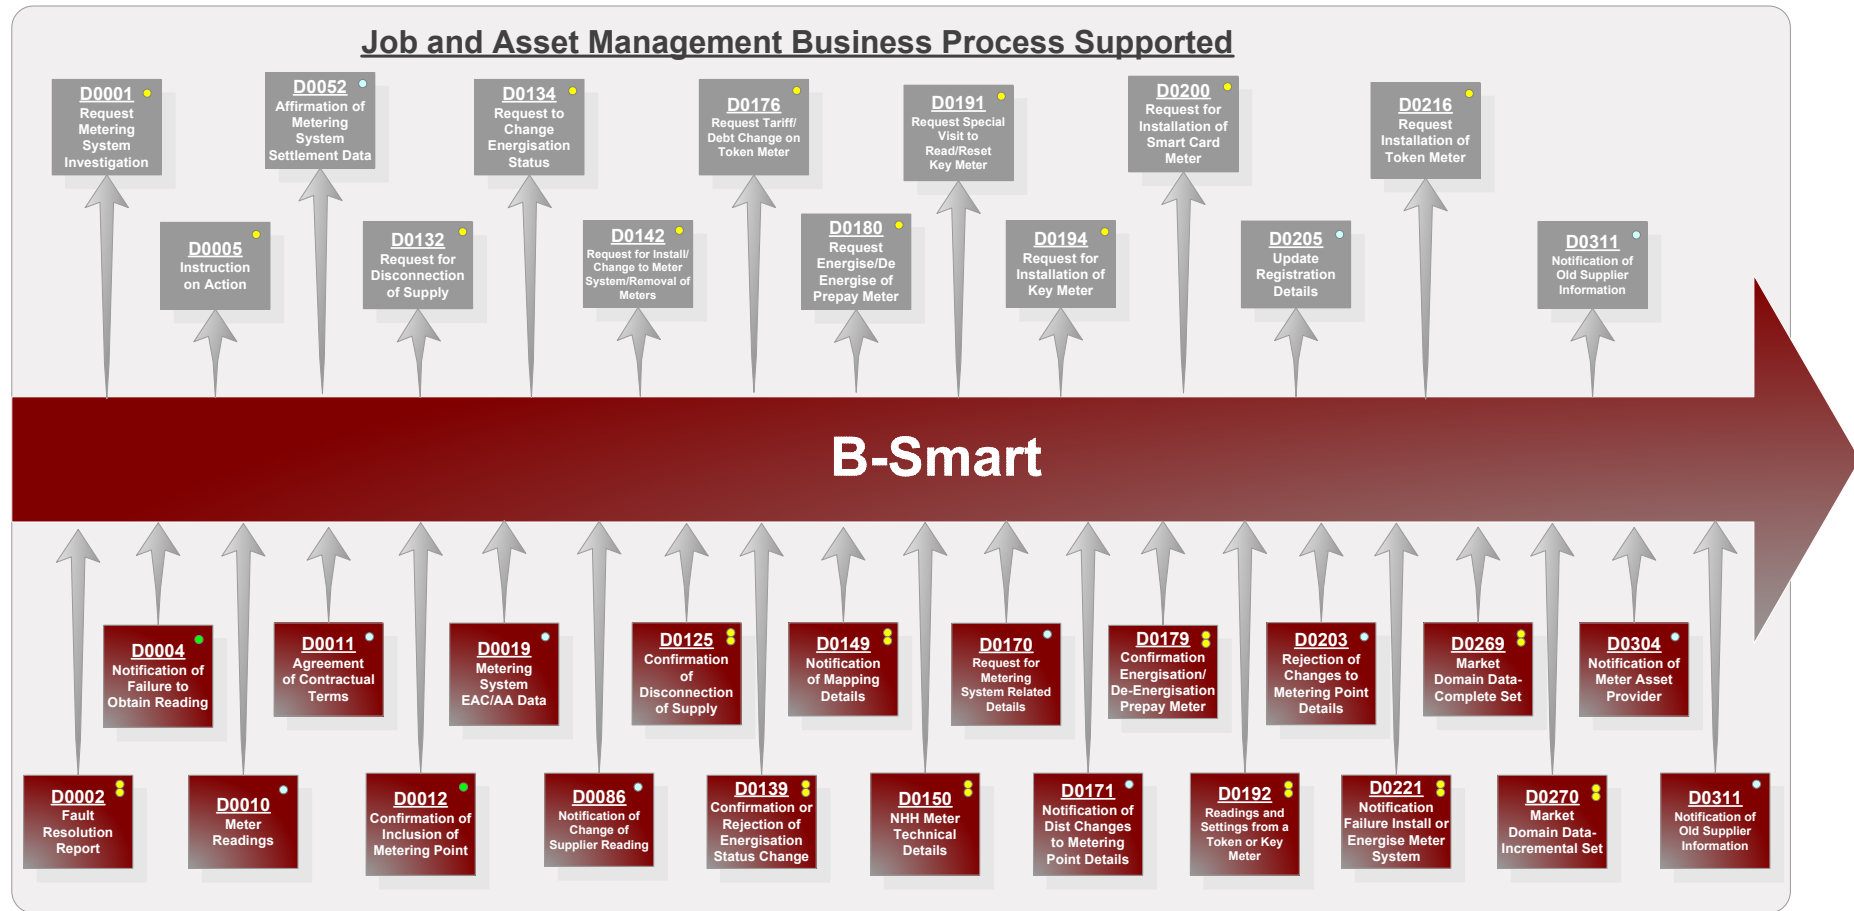 Job and Asset Management Business Process Supported
D0001
Request
Metering
System
Investigation
D0052
Affirmation of
Metering
System
Settlement Data
D0134
Request to
Change
Energisation
Status
D0176
Request Tariff/
Debt Change on
Token Meter
D0191
Request Special
Visit to
Read/Reset
Key Meter
D0200
Request for
Installation of
Smart Card
Meter
D0216
Request
Installation of
Token Meter
D0005
Instruction
on Action
D0132
Request for
Disconnection
of Supply
D0142
Request for Install/
Change to Meter
System/Removal of
Meters
D0180
Request
Energise/De
Energise of
Prepay Meter
D0194
Request for
Installation of
Key Meter
D0205
Update
Registration
Details
D0311
Notification of
Old Supplier
Information
B-Smart
D0004
Notification of
Failure to
Obtain Reading
D0011
Agreement
of Contractual
Terms
D0019
Metering
System
EAC/AA Data
D0125
Confirmation
of
Disconnection
of Supply
D0149
Notification
of Mapping
Details
D0170
Request for
Metering
System Related
Details
D0179
Confirmation
Energisation/
De-Energisation
Prepay Meter
D0203
Rejection of
Changes to
Metering Point
Details
D0269
Market
Domain Data-
Complete Set
D0304
Notification of
Meter Asset
Provider
D0002
Fault
Resolution
Report
D0010
Meter
Readings
D0012
Confirmation of
Inclusion of
Metering Point
D0086
Notification of
Change of
Supplier Reading
D0139
Confirmation or
Rejection of
Energisation
Status Change
D0150
NHH Meter
Technical
Details
D0171
Notification of
Dist Changes
to Metering
Point Details
D0192
Readings and
Settings from a
Token or Key
Meter
D0221
Notification
Failure Install or
Energise Meter
System
D0270
Market
Domain Data-
Incremental Set
D0311
Notification of
Old Supplier
Information